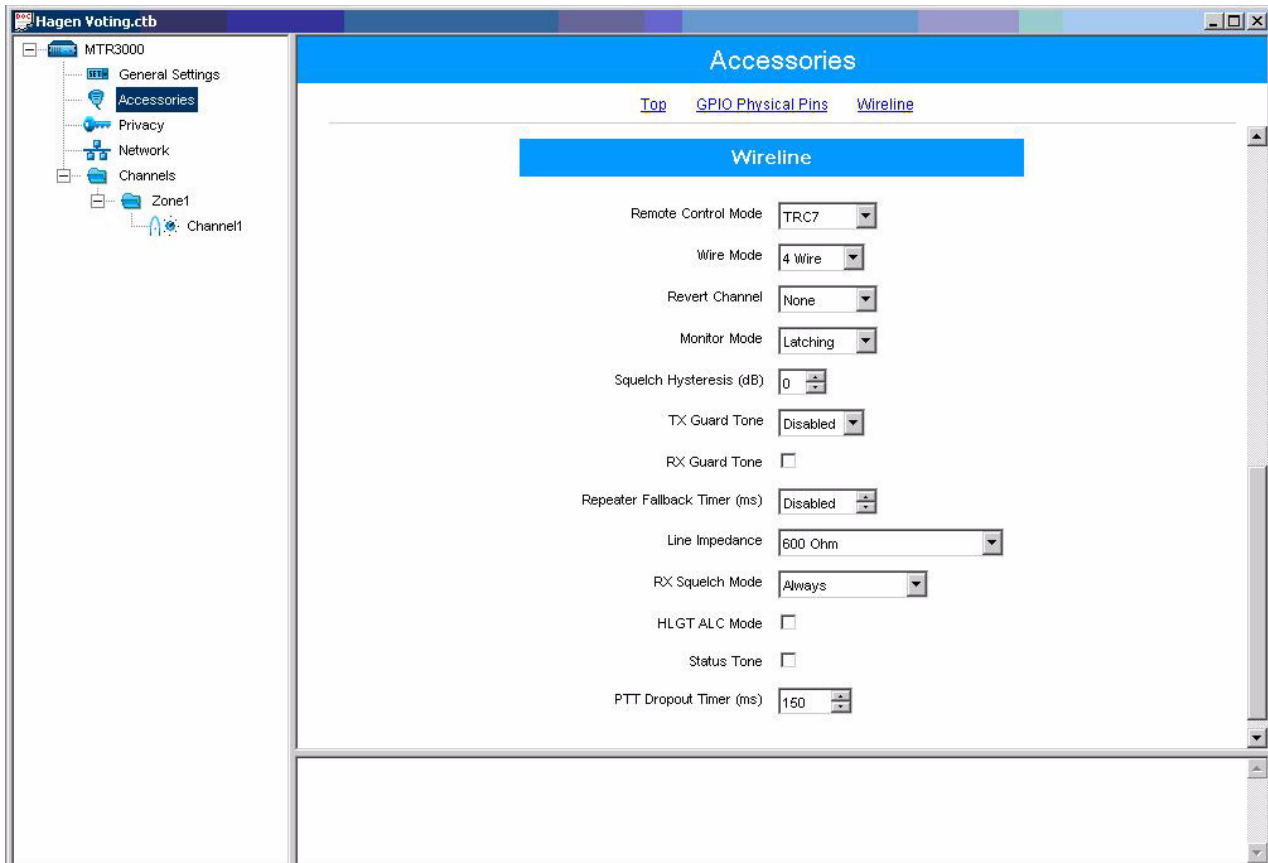 Hagen Voting.ctb
MTR3000
General Settings
Accessories
Privacy
Network
Channels
Zone1
Channel1
Accessories
Top GPIO Physical Pins Wireline
Wireline
Remote Control Mode TRC7
Wire Mode 4 Wire
Revert Channel None
Monitor Mode Latching
Squelch Hysteresis (dB) 0
TX Guard Tone Disabled
RX Guard Tone
Repeater Fallback Timer (ms) Disabled
Line Impedance 600 Ohm
RX Squelch Mode Always
HLGT ALC Mode
Status Tone
PTT Dropout Timer (ms) 150